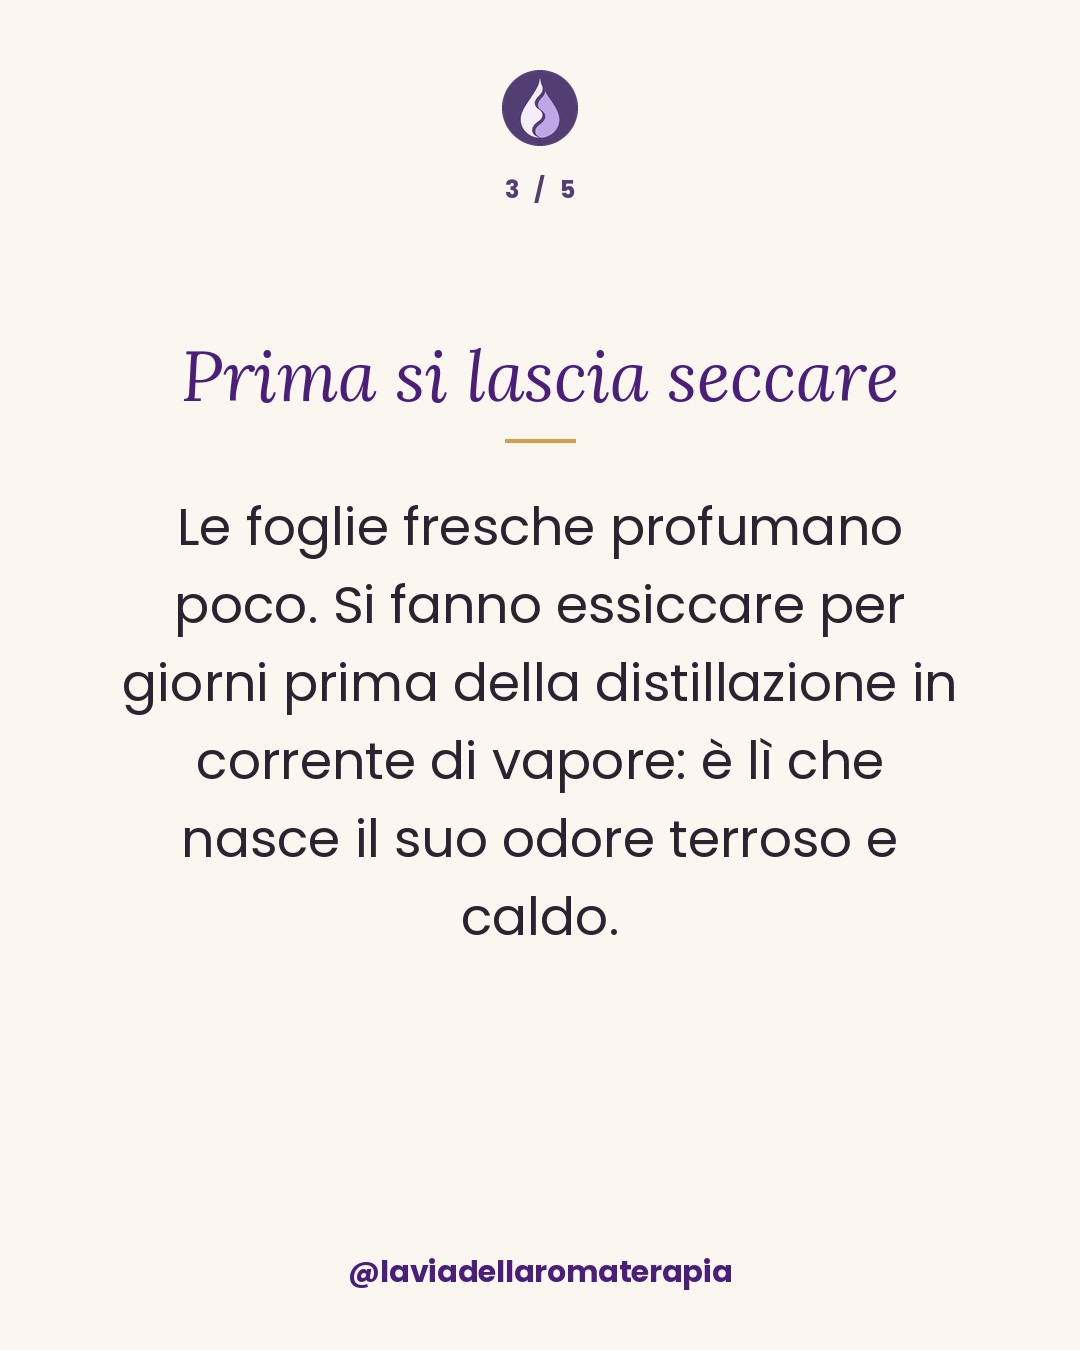 3 / 5
Prima si lascia seccare
Le foglie fresche profumano
poco. Si fanno essiccare per
giorni prima della distillazione in
corrente di vapore: è lì che
nasce il suo odore terroso e
caldo.
@laviadellaromaterapia